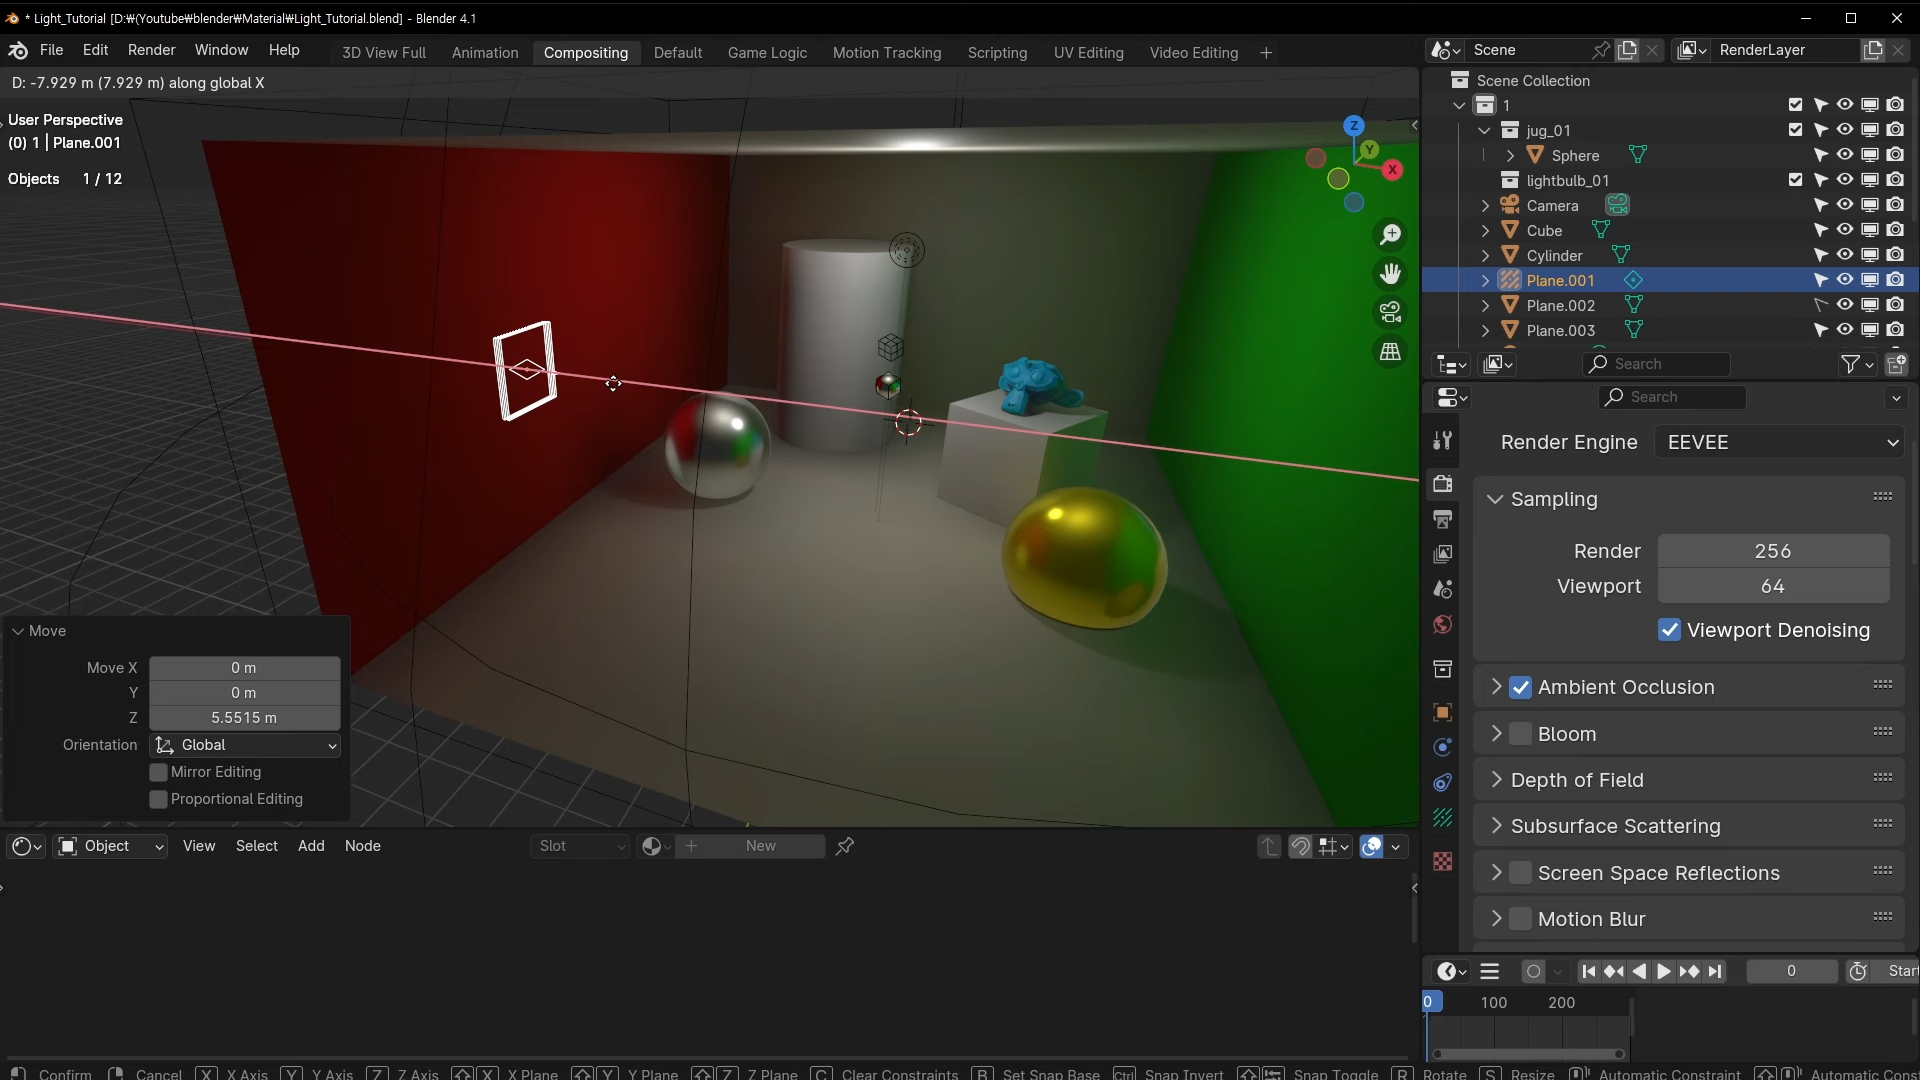 * Light_Tutorial [D:₩(Youtube₩blender₩Material₩Light_Tutorial.blend] - Blender 4.1
File Edit Render Window Help 3D View Full Animation Compositing Default Game Logic Motion Tracking Scripting UV Editing Video Editing + Scene RenderLayer
D: -7.929 m (7.929 m) along global X
User Perspective
(0) 1 | Plane.001
Objects 1 / 12
Z
Y
X
Scene Collection
1
jug_01
Sphere
lightbulb_01
Camera
Cube
Cylinder
Plane.001
Plane.002
Plane.003
Search
Search
Render Engine EEVEE
Sampling
Render 256
Viewport 64
Viewport Denoising
Ambient Occlusion
Bloom
Depth of Field
Subsurface Scattering
Screen Space Reflections
Motion Blur
Move
Move X 0 m
Y 0 m
Z 5.5515 m
Orientation Global
Mirror Editing
Proportional Editing
Object View Select Add Node Slot New
0 Start
0 100 200
Confirm Cancel X X Axis Y Y Axis Z Z Axis X X Plane Y Y Plane Z Z Plane C Clear Constraints B Set Snap Base Ctrl Snap Invert Snap Toggle R Rotate S Resize Automatic Constraint Automatic Cons